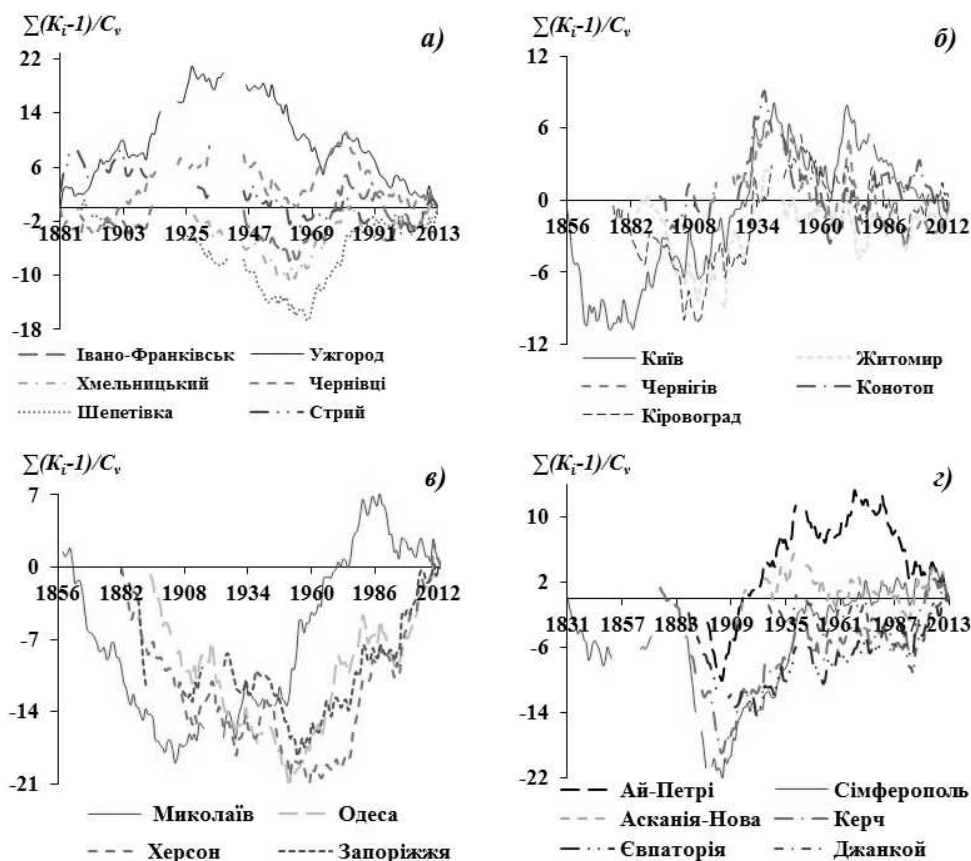 ∑(Kᵢ-1)/Cᵥ
а)
22
14
6
-2
-10
-18
1881 1903 1925 1947 1969 1991 2013
Івано-Франківськ Ужгород
Хмельницький Чернівці
Шепетівка Стрий
∑(Kᵢ-1)/Cᵥ
б)
12
6
0
-6
-12
1856 1882 1908 1934 1960 1986 2012
Київ Житомир
Чернігів Конотоп
Кіровоград
∑(Kᵢ-1)/Cᵥ
в)
7
0
-7
-14
-21
1856 1882 1908 1934 1960 1986 2012
Миколаїв Одеса
Херсон Запоріжжя
∑(Kᵢ-1)/Cᵥ
г)
10
2
-6
-14
-22
1831 1857 1883 1909 1935 1961 1987 2013
Ай-Петрі Сімферополь
Асканія-Нова Керч
Євпаторія Джанкой